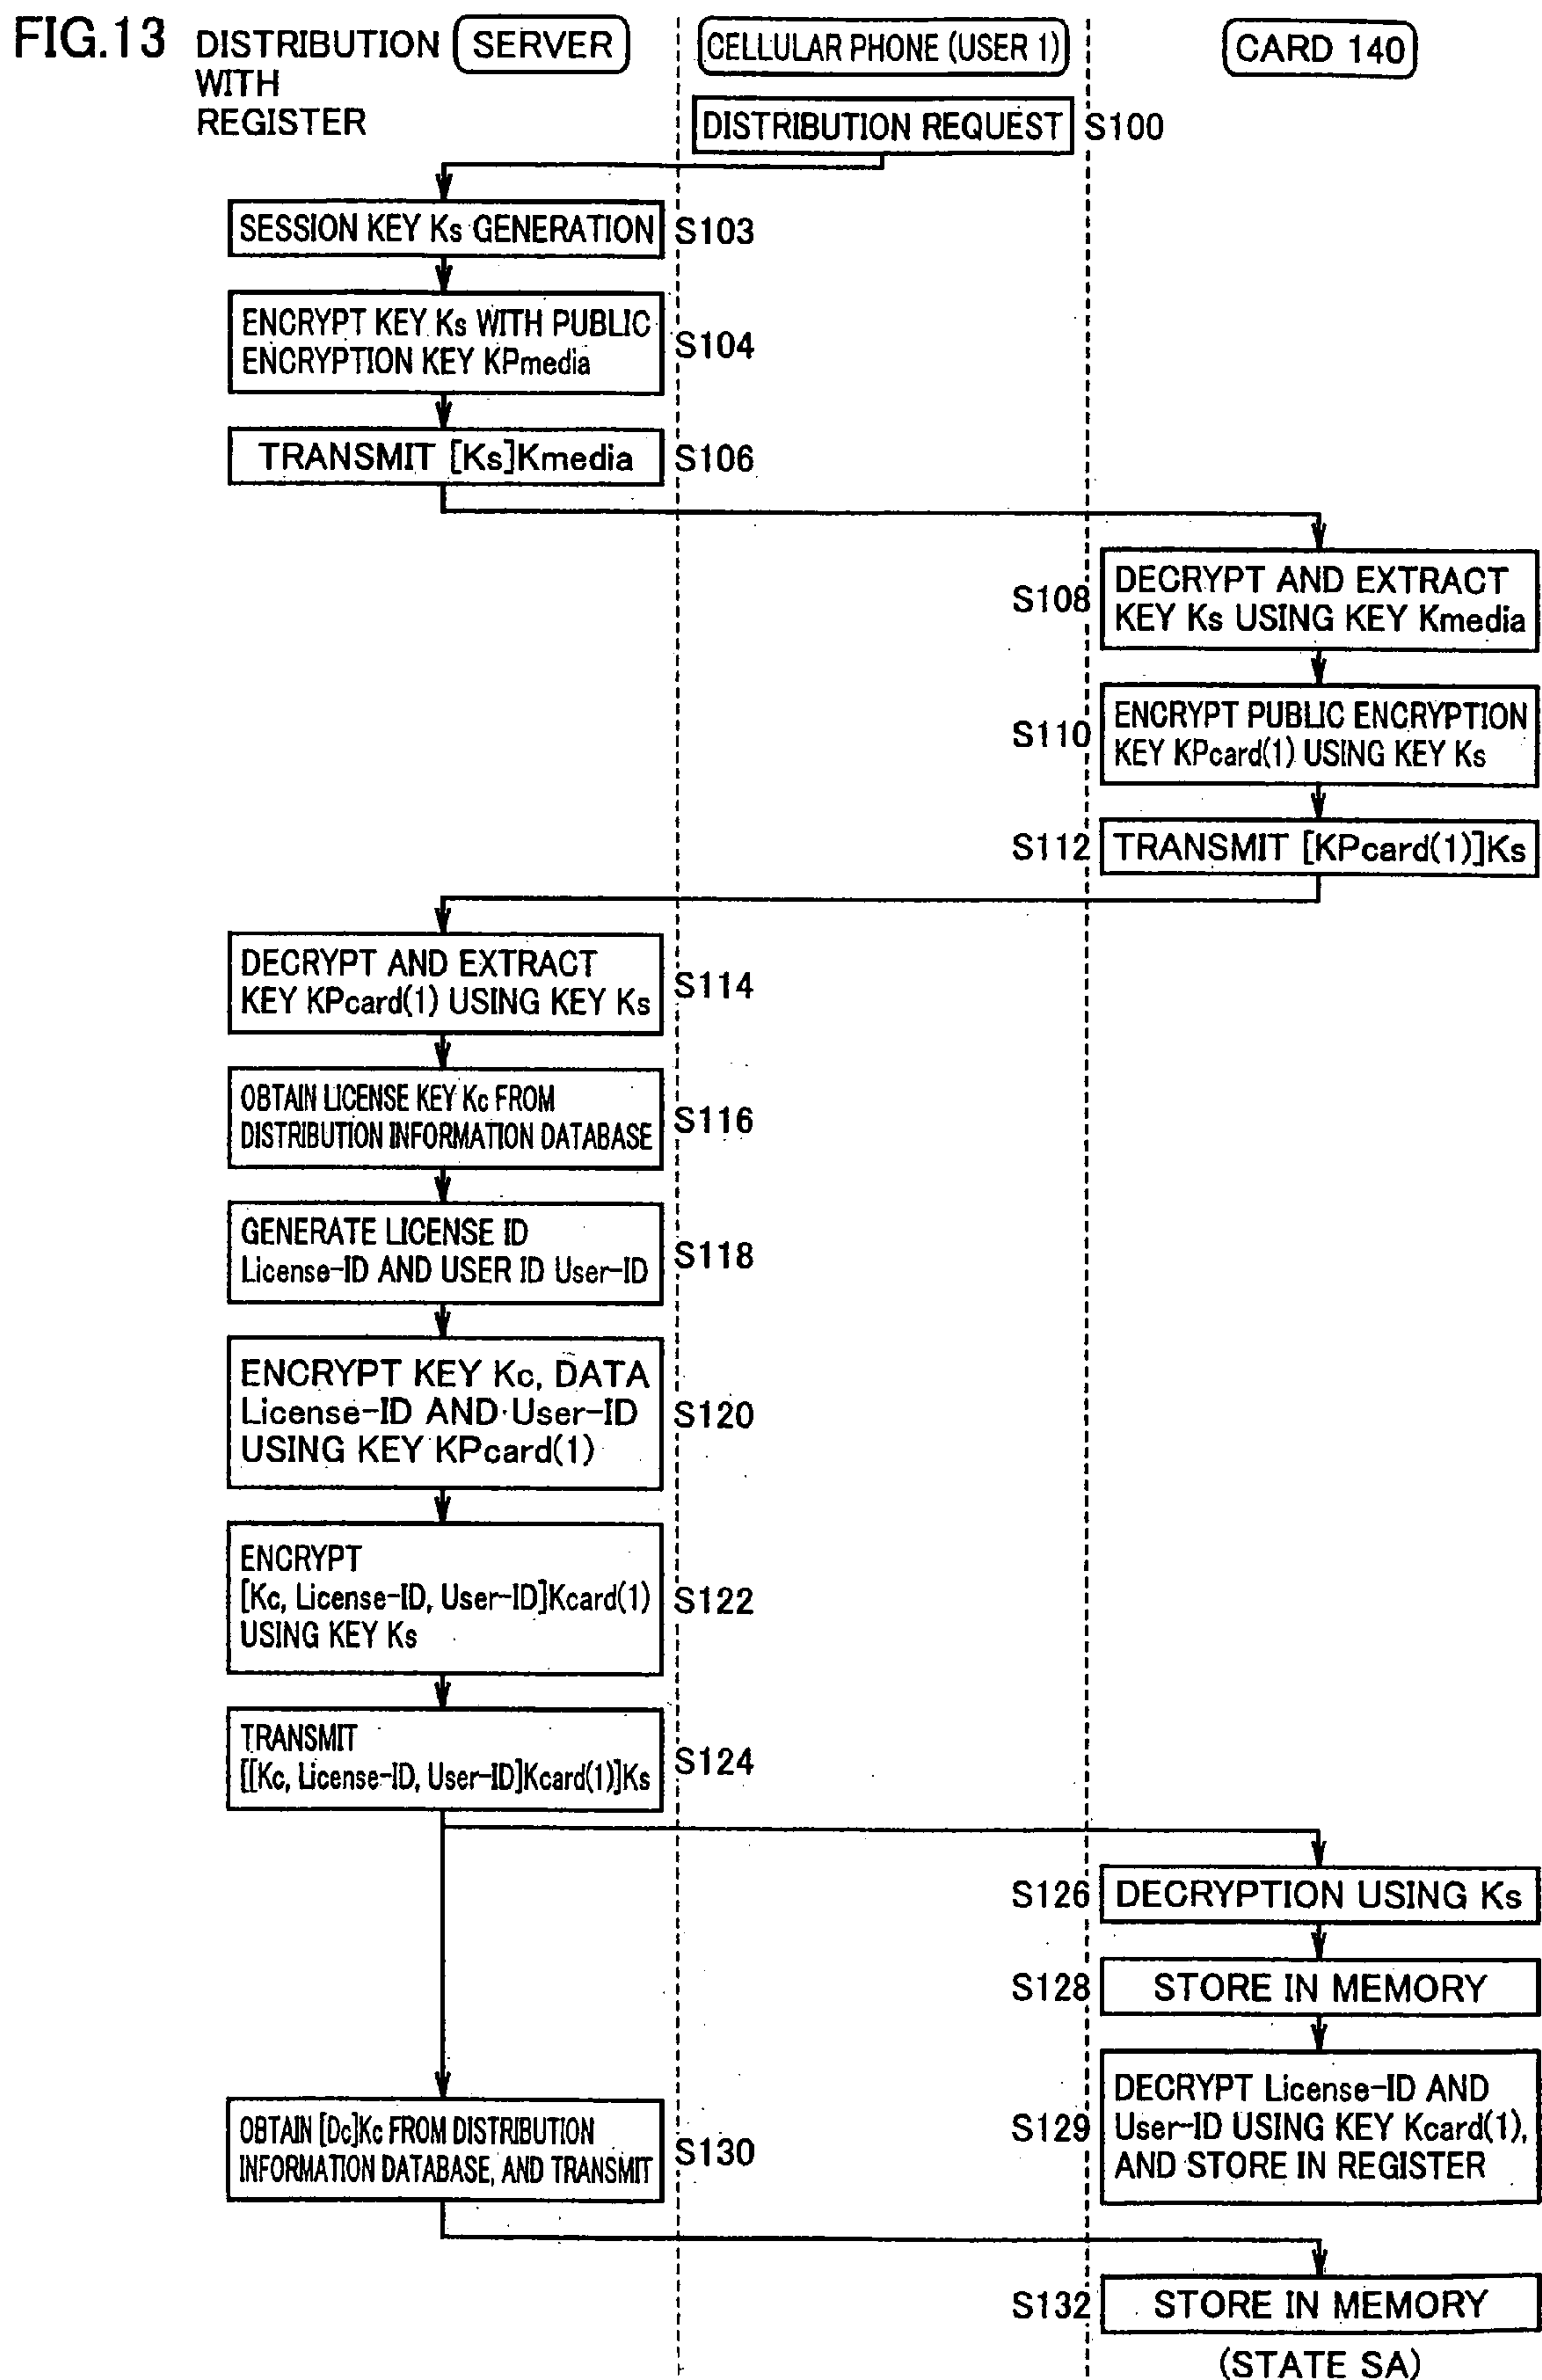 FIG.13 DISTRIBUTION WITH REGISTER
SERVER
CELLULAR PHONE (USER 1)
CARD 140
DISTRIBUTION REQUEST S100
SESSION KEY Ks GENERATION S103
ENCRYPT KEY Ks WITH PUBLIC
ENCRYPTION KEY KPmedia
S104
TRANSMIT [Ks]Kmedia S106
S108
DECRYPT AND EXTRACT
KEY Ks USING KEY Kmedia
S110
ENCRYPT PUBLIC ENCRYPTION
KEY KPcard(1) USING KEY Ks
S112 TRANSMIT [KPcard(1)]Ks
DECRYPT AND EXTRACT
KEY KPcard(1) USING KEY Ks
S114
OBTAIN LICENSE KEY Kc FROM
DISTRIBUTION INFORMATION DATABASE
S116
GENERATE LICENSE ID
License-ID AND USER ID User-ID
S118
ENCRYPT KEY Kc, DATA
License-ID AND User-ID
USING KEY KPcard(1)
S120
ENCRYPT
[Kc, License-ID, User-ID]Kcard(1)
USING KEY Ks
S122
TRANSMIT
[[Kc, License-ID, User-ID]Kcard(1)]Ks
S124
S126 DECRYPTION USING Ks
S128 STORE IN MEMORY
S129
DECRYPT License-ID AND
User-ID USING KEY Kcard(1),
AND STORE IN REGISTER
OBTAIN [Dc]Kc FROM DISTRIBUTION
INFORMATION DATABASE, AND TRANSMIT
S130
S132 STORE IN MEMORY
(STATE SA)